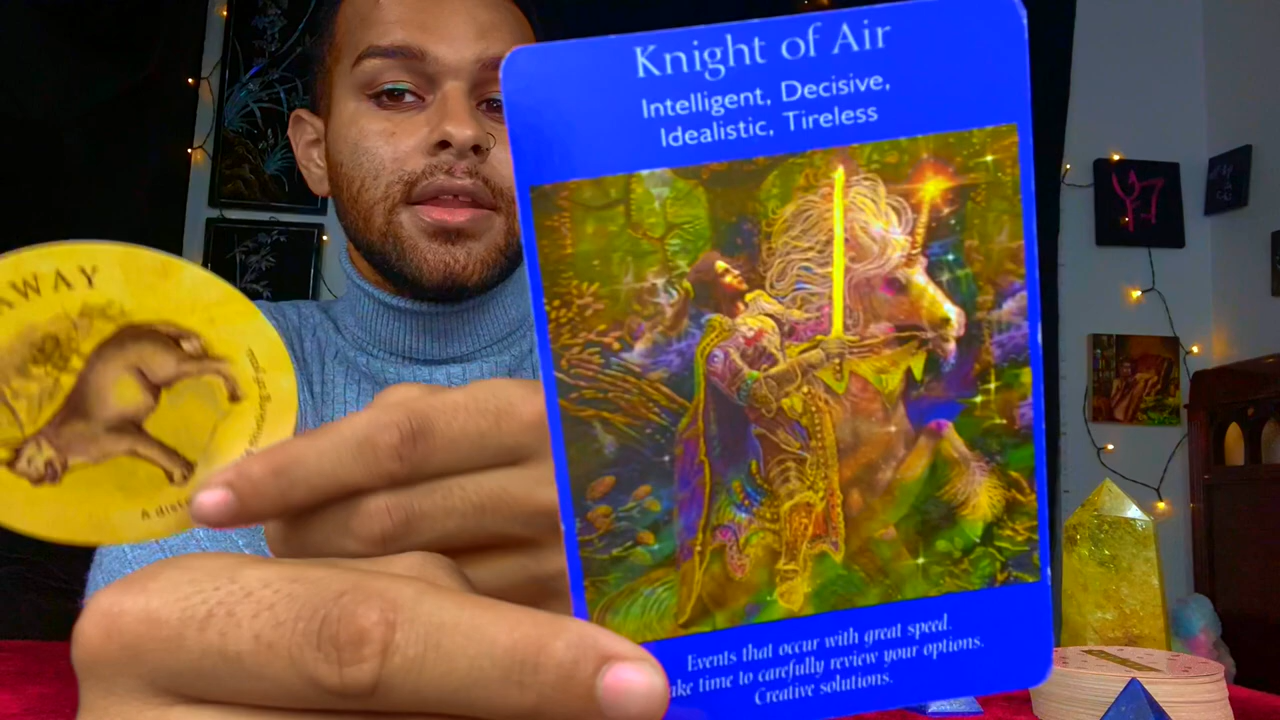 Knight of Air
Intelligent, Decisive,
Idealistic, Tireless
Events that occur with great speed.
time to carefully review your options.
Creative solutions.
AWAY
A